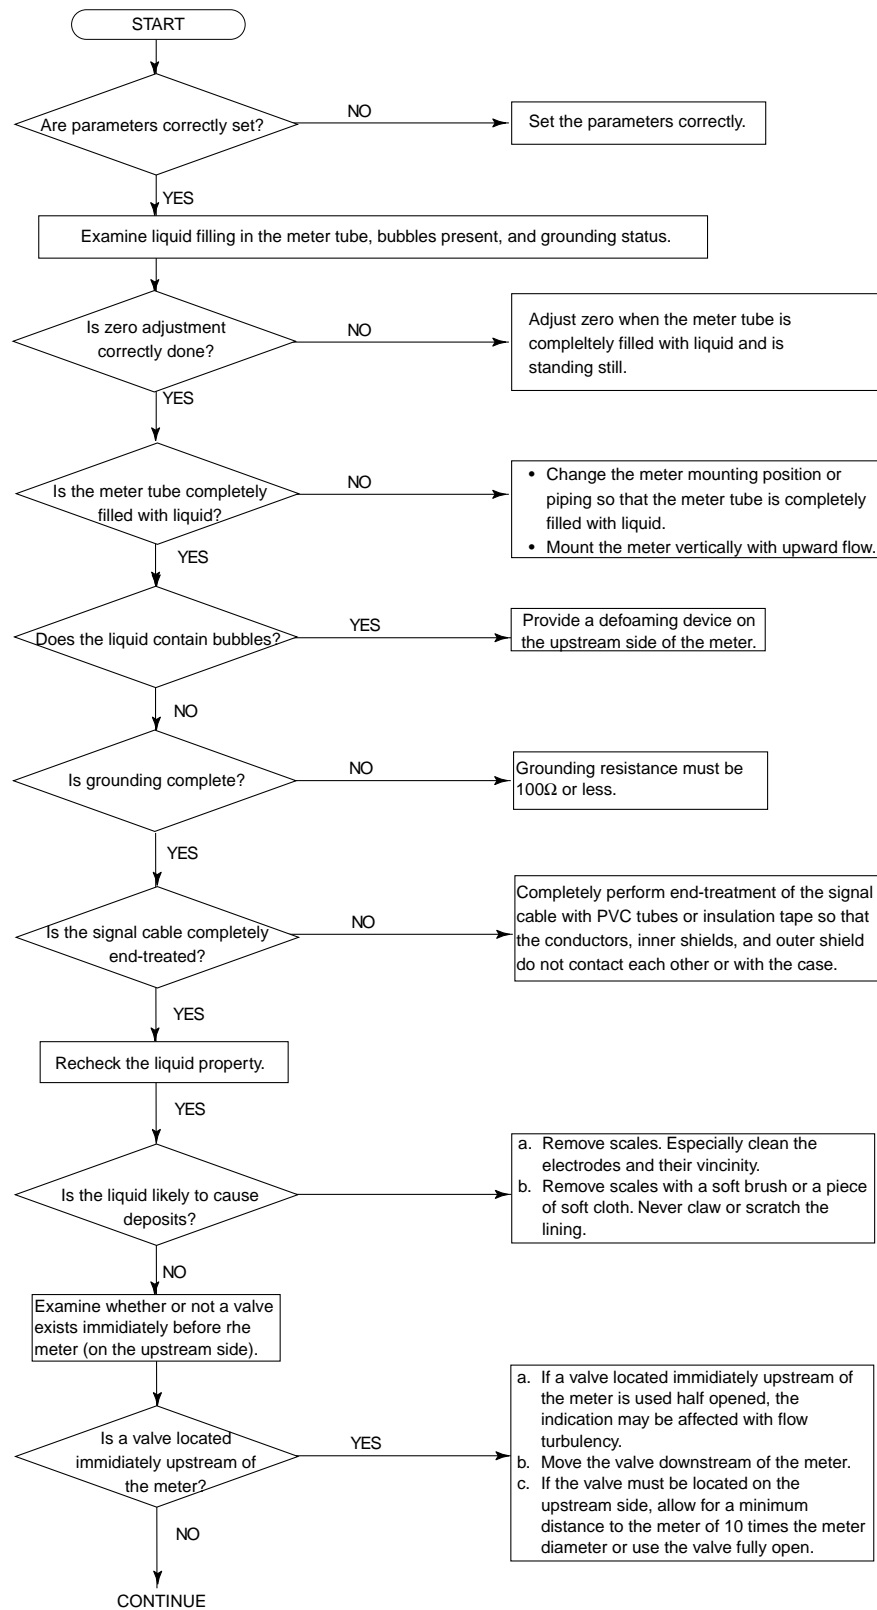 START
Are parameters correctly set?
NO
Set the parameters correctly.
YES
Examine liquid filling in the meter tube, bubbles present, and grounding status.
Is zero adjustment
correctly done?
NO
Adjust zero when the meter tube is
compleltely filled with liquid and is
standing still.
YES
Is the meter tube completely
filled with liquid?
NO
• Change the meter mounting position or
piping so that the meter tube is completely
filled with liquid.
• Mount the meter vertically with upward flow.
YES
Does the liquid contain bubbles?
YES
Provide a defoaming device on
the upstream side of the meter.
NO
Is grounding complete?
NO
Grounding resistance must be
100Ω or less.
YES
Is the signal cable completely
end-treated?
NO
Completely perform end-treatment of the signal
cable with PVC tubes or insulation tape so that
the conductors, inner shields, and outer shield
do not contact each other or with the case.
YES
Recheck the liquid property.
YES
Is the liquid likely to cause
deposits?
a. Remove scales. Especially clean the
electrodes and their vincinity.
b. Remove scales with a soft brush or a piece
of soft cloth. Never claw or scratch the
lining.
NO
Examine whether or not a valve
exists immidiately before rhe
meter (on the upstream side).
Is a valve located
immidiately upstream of
the meter?
YES
a. If a valve located immidiately upstream of
the meter is used half opened, the
indication may be affected with flow
turbulency.
b. Move the valve downstream of the meter.
c. If the valve must be located on the
upstream side, allow for a minimum
distance to the meter of 10 times the meter
diameter or use the valve fully open.
NO
CONTINUE